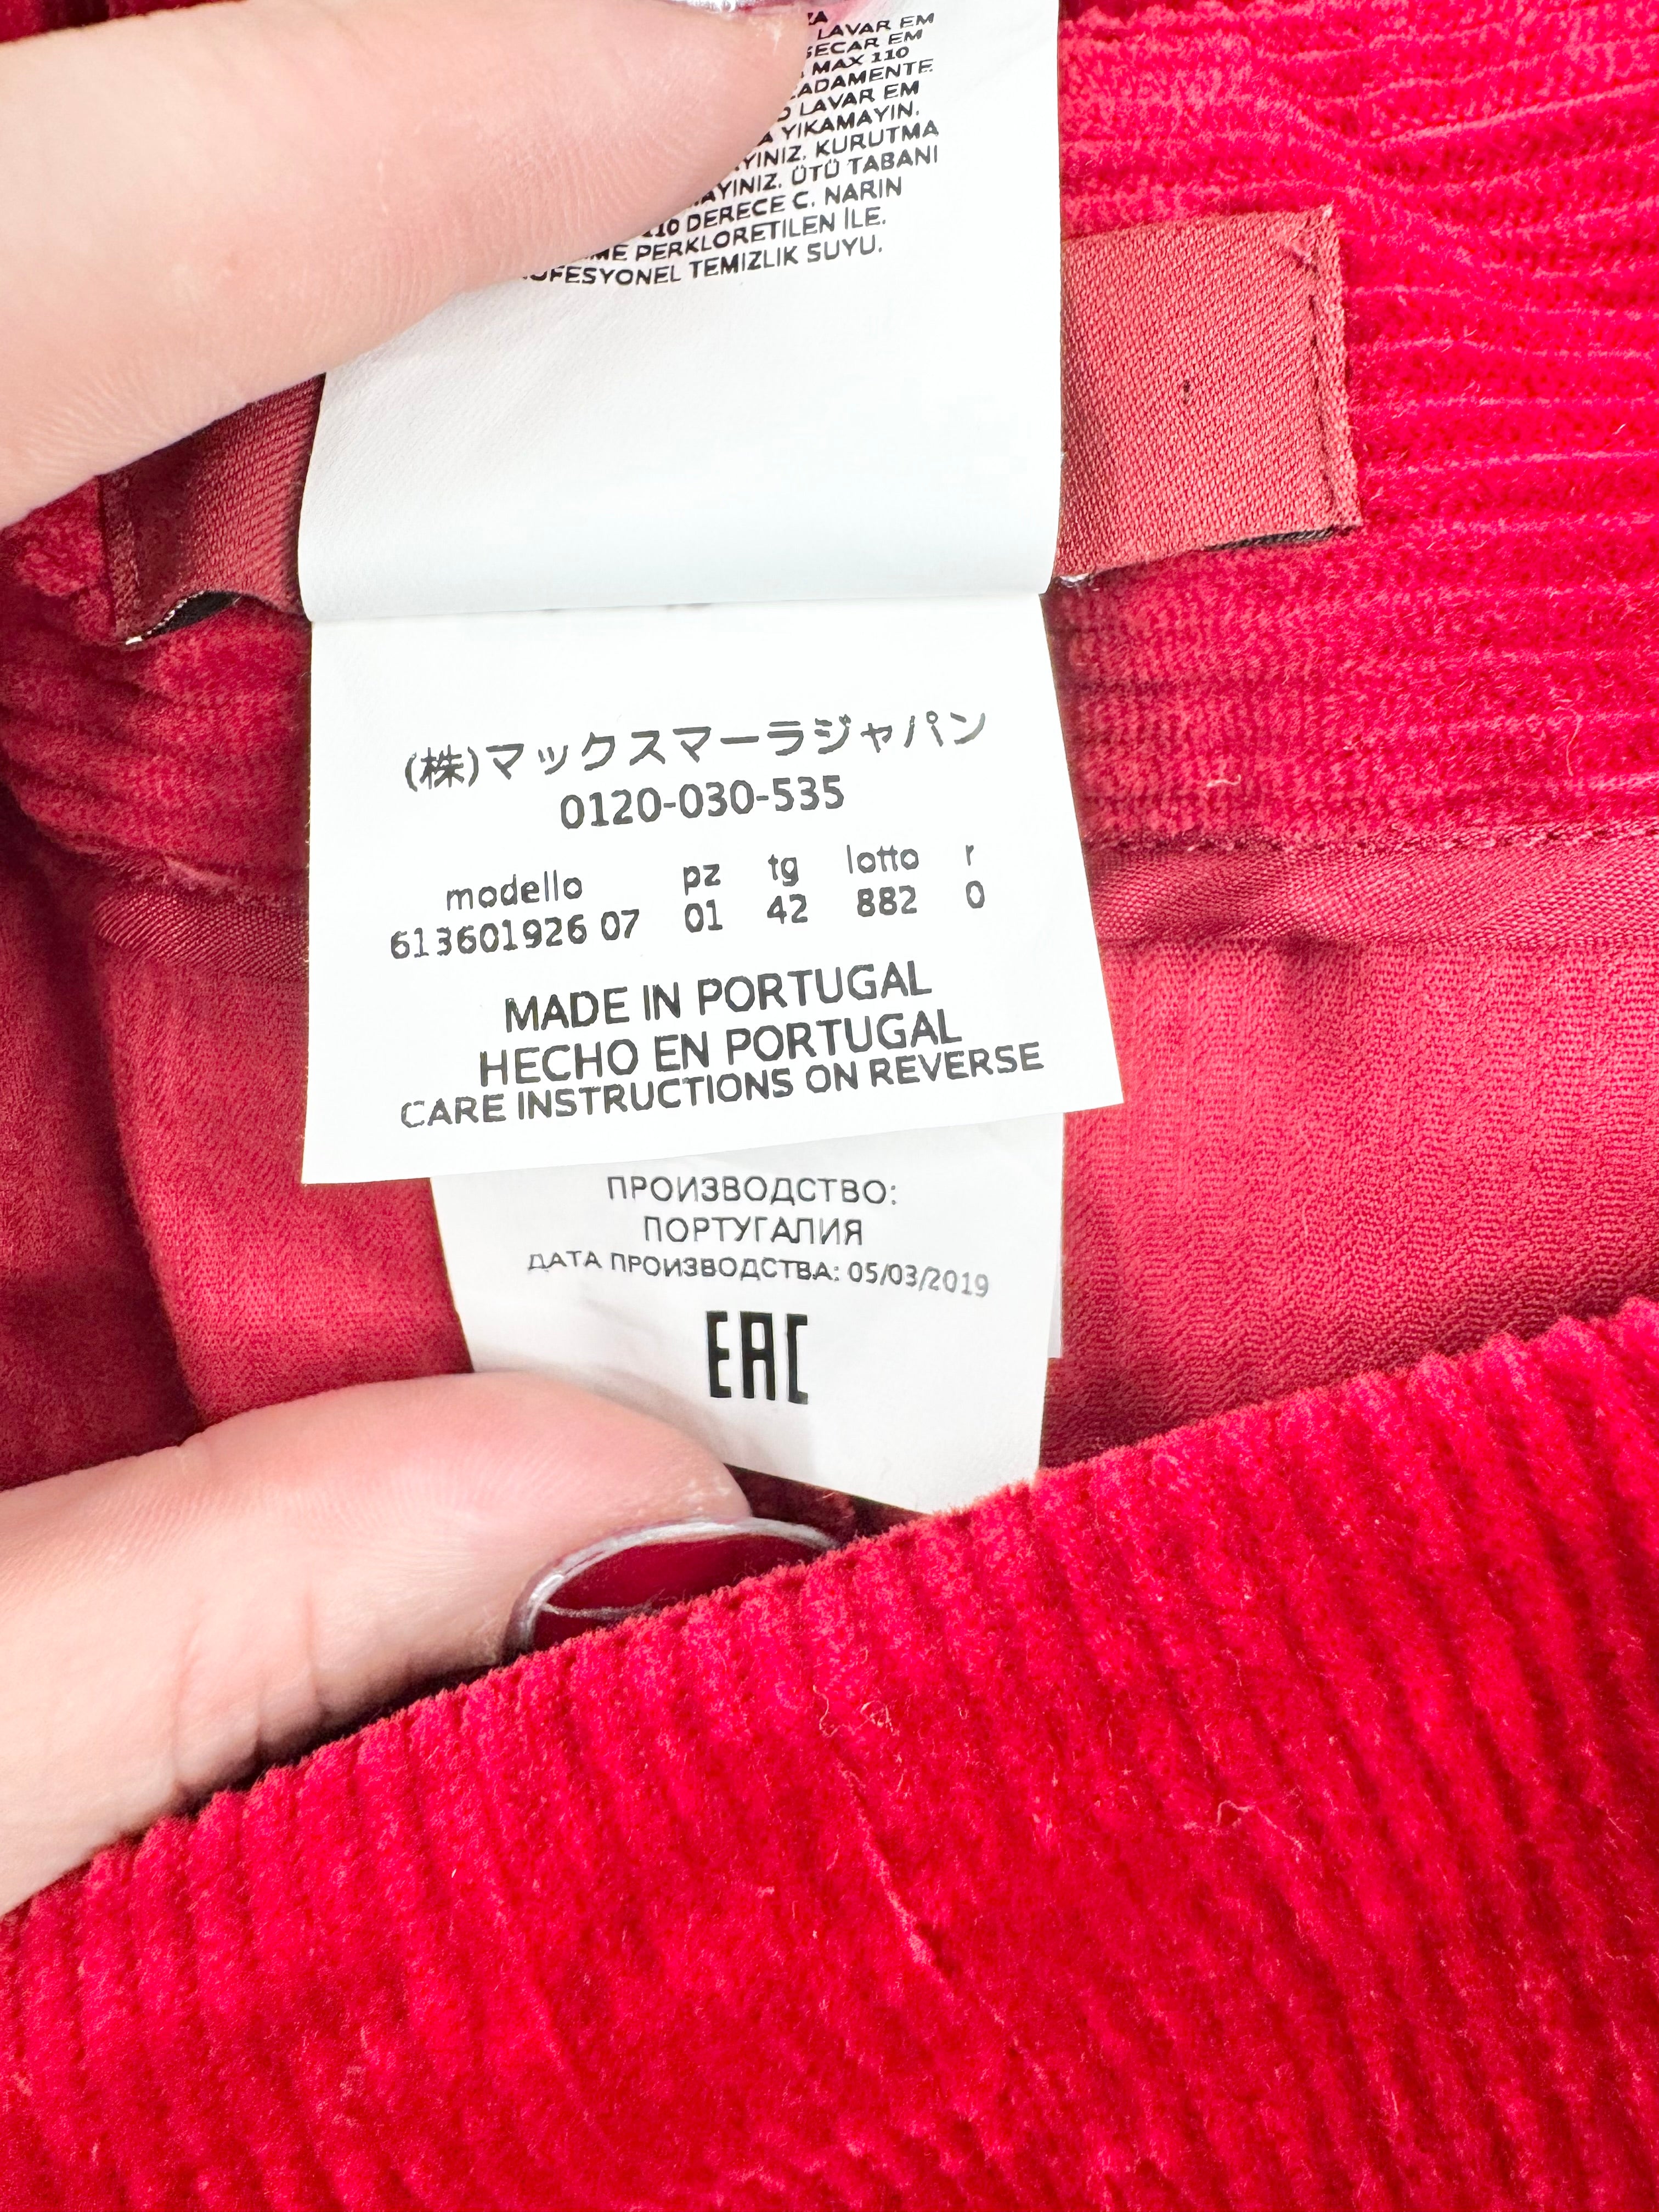 LAVAR EM
SECAR EM
MAX 110
LAVAR EM
YIKAMAYIN.
KURUTMA
ÜTÜ TABANI
110 DERECE C. NARIN
PERKLORETILEN İLE.
TEMIZLIK SUYU.
(株)マックスマーラジャパン
0120-030-535
modello pz tg lotto r
613601926 07 01 42 882 0
MADE IN PORTUGAL
HECHO EN PORTUGAL
CARE INSTRUCTIONS ON REVERSE
ПРОИЗВОДСТВО:
ПОРТУГАЛИЯ
ДАТА ПРОИЗВОДСТВА: 05/03/2019
EAC